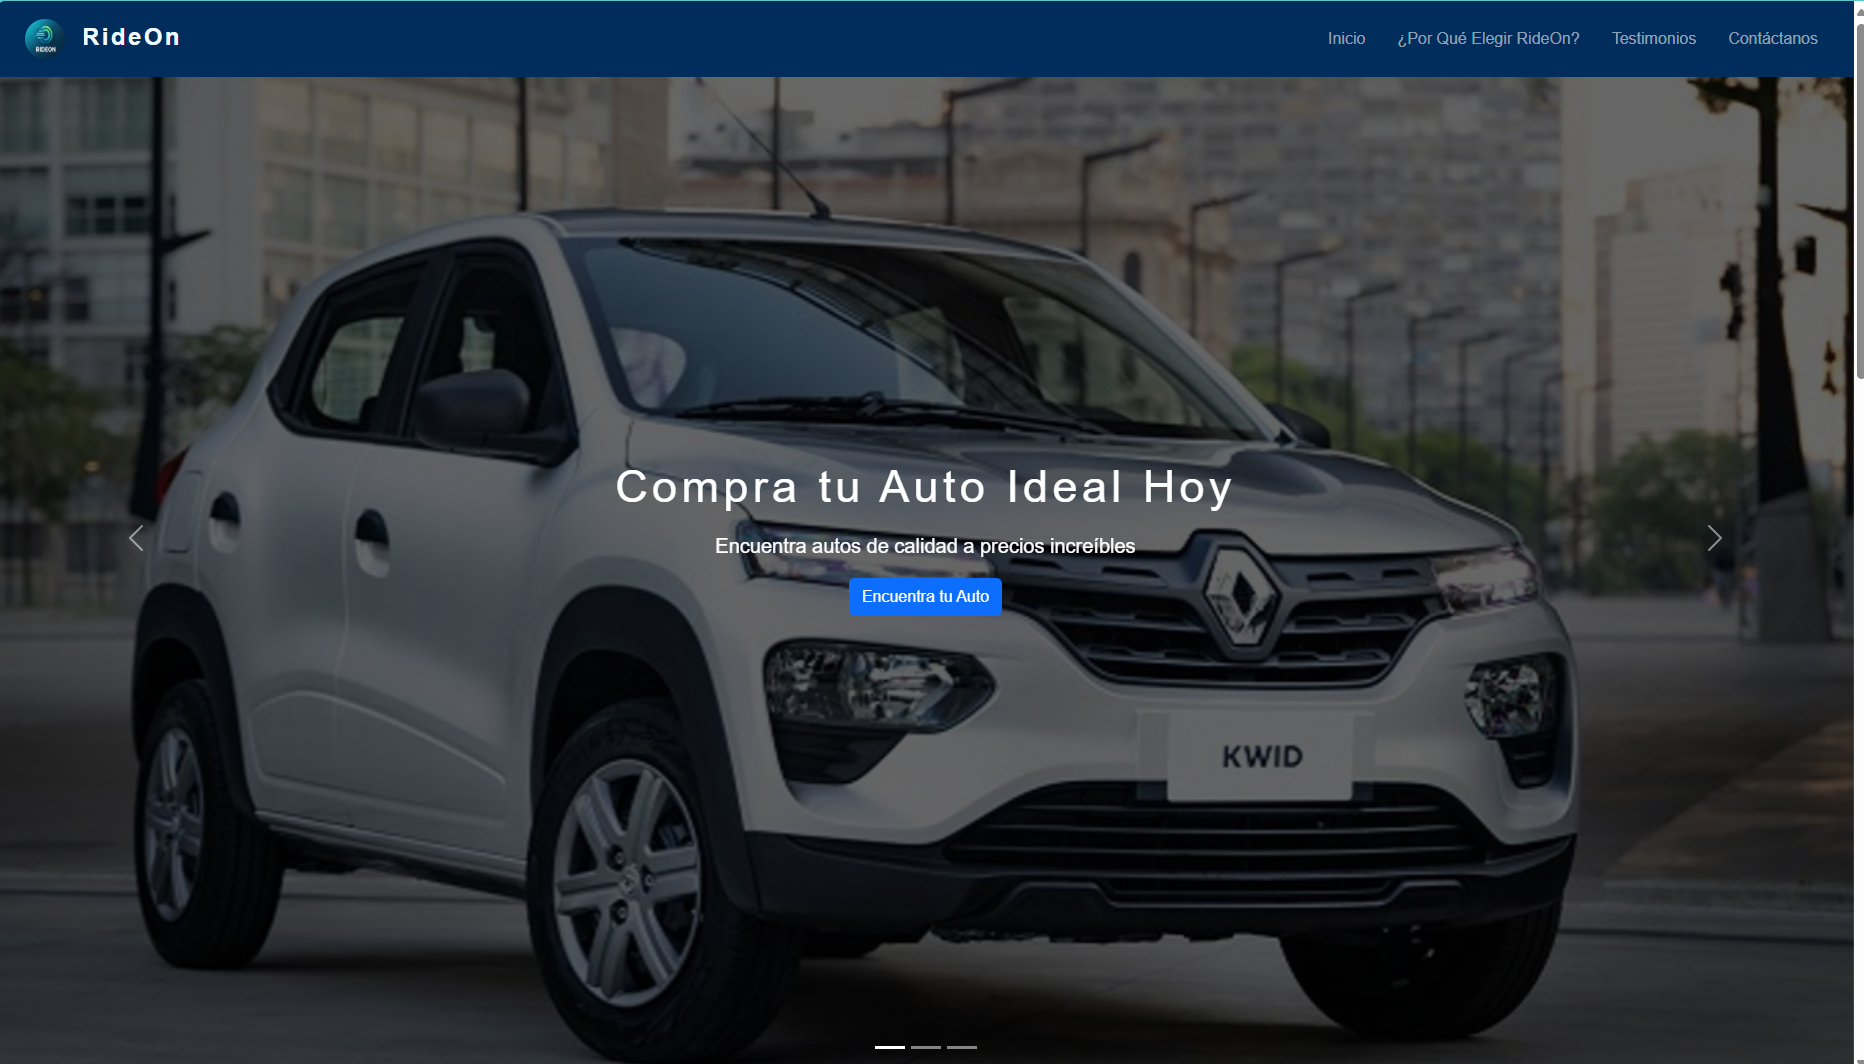 RIDEON
RideOn
Inicio
¿Por Qué Elegir RideOn?
Testimonios
Contáctanos
Compra tu Auto Ideal Hoy
Encuentra autos de calidad a precios increíbles
Encuentra tu Auto
KWID